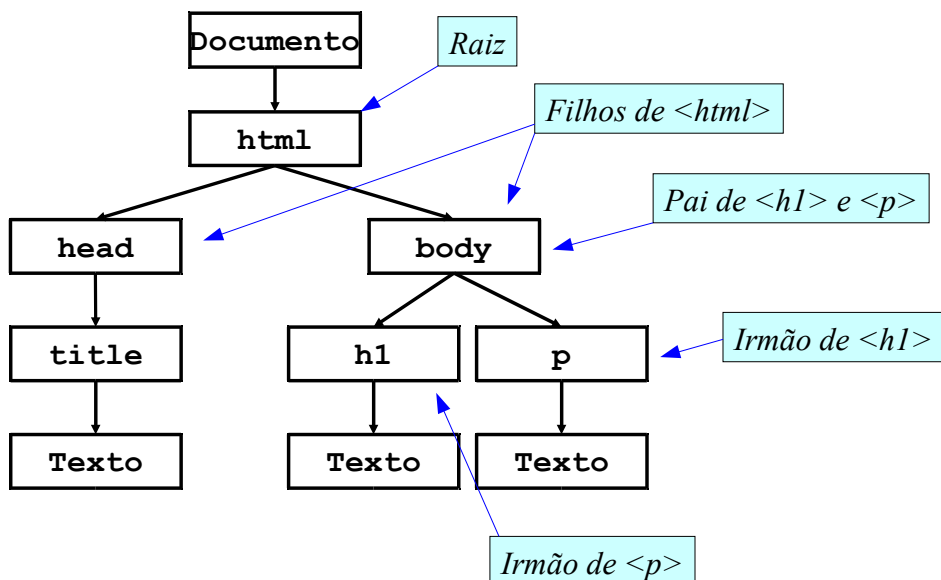 Documento
Raiz
Filhos de <html>
html
Pai de <h1> e <p>
head
body
title
h1
p
Irmão de <h1>
Texto
Texto
Texto
Irmão de <p>